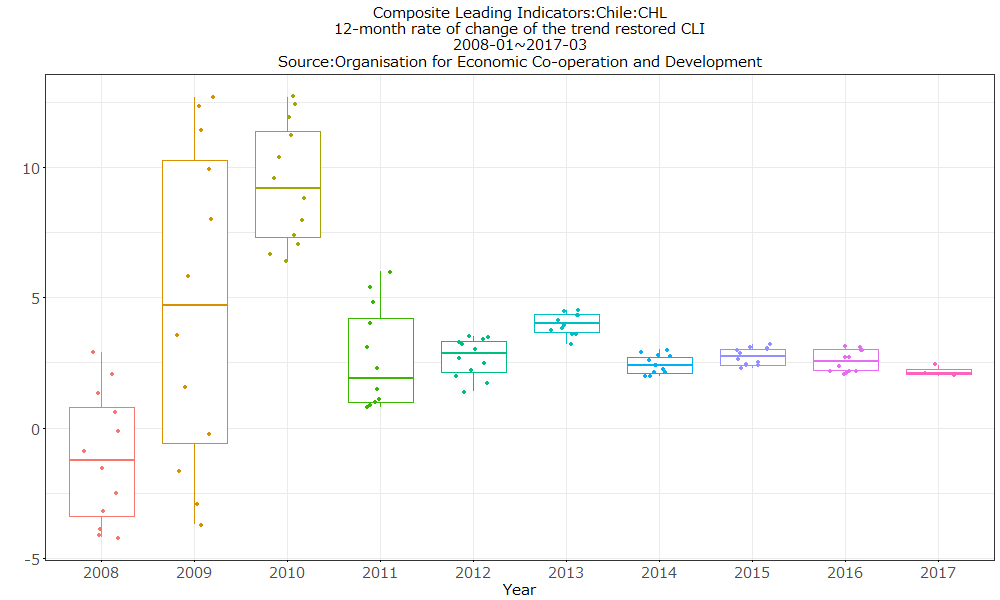 Composite Leading Indicators:Chile:CHL
12-month rate of change of the trend restored CLI
2008-01~2017-03
Source:Organisation for Economic Co-operation and Development
10
5
0
-5
2008 2009 2010 2011 2012 2013 2014 2015 2016 2017
Year